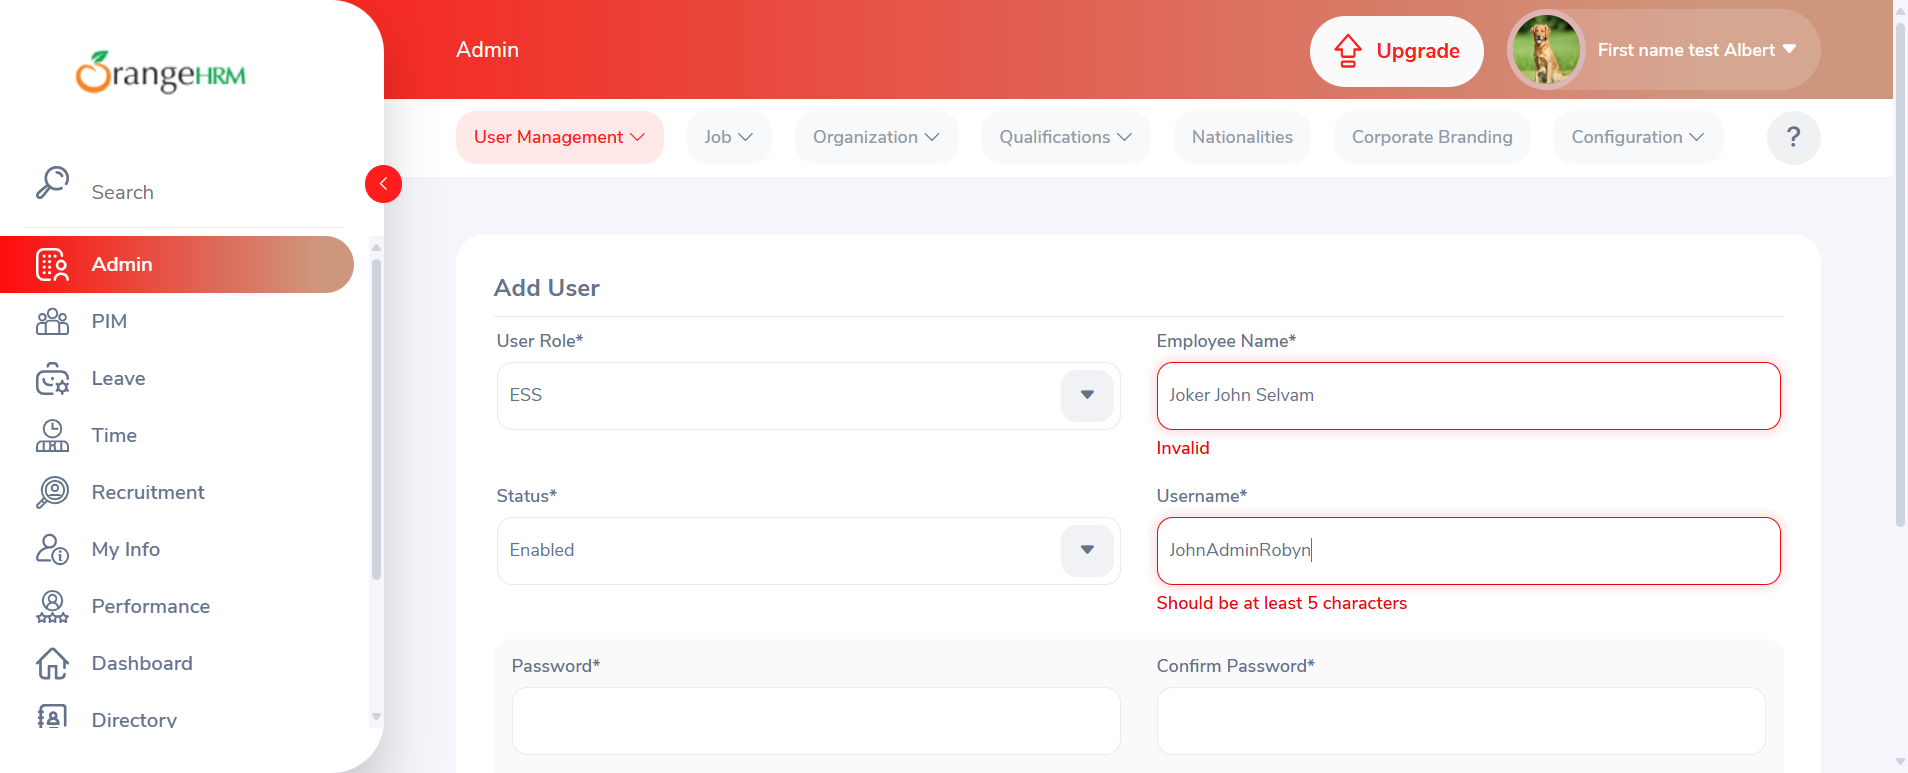 OrangeHRM
Search
Admin
PIM
Leave
Time
Recruitment
My Info
Performance
Dashboard
Directory
Admin
Upgrade
First name test Albert
User Management
Job
Organization
Qualifications
Nationalities
Corporate Branding
Configuration
?
Add User
User Role*
Employee Name*
ESS
Joker John Selvam
Invalid
Status*
Username*
Enabled
JohnAdminRobyn
Should be at least 5 characters
Password*
Confirm Password*